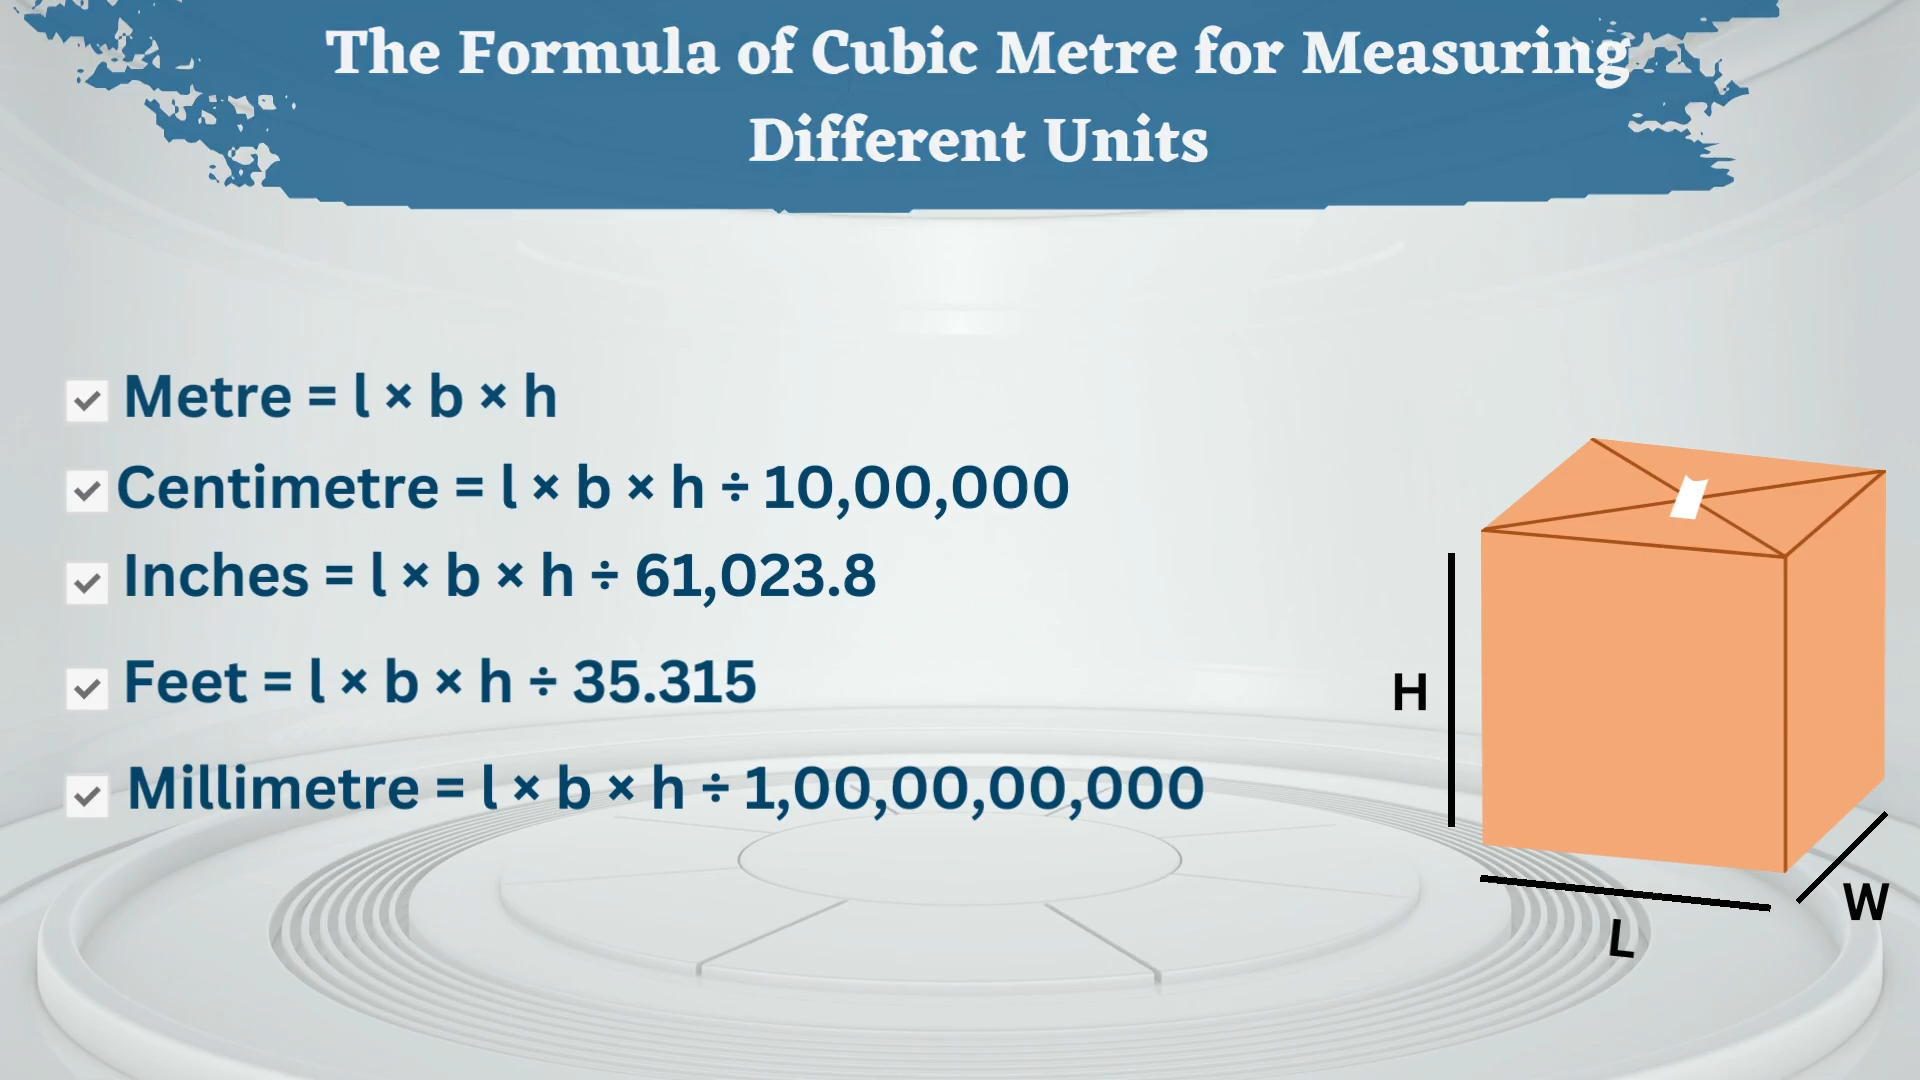 The Formula of Cubic Metre for Measuring
Different Units
Metre = l × b × h
Centimetre = l × b × h ÷ 10,00,000
Inches = l × b × h ÷ 61,023.8
Feet = l × b × h ÷ 35.315
Millimetre = l × b × h ÷ 1,00,00,00,000
H
W
L